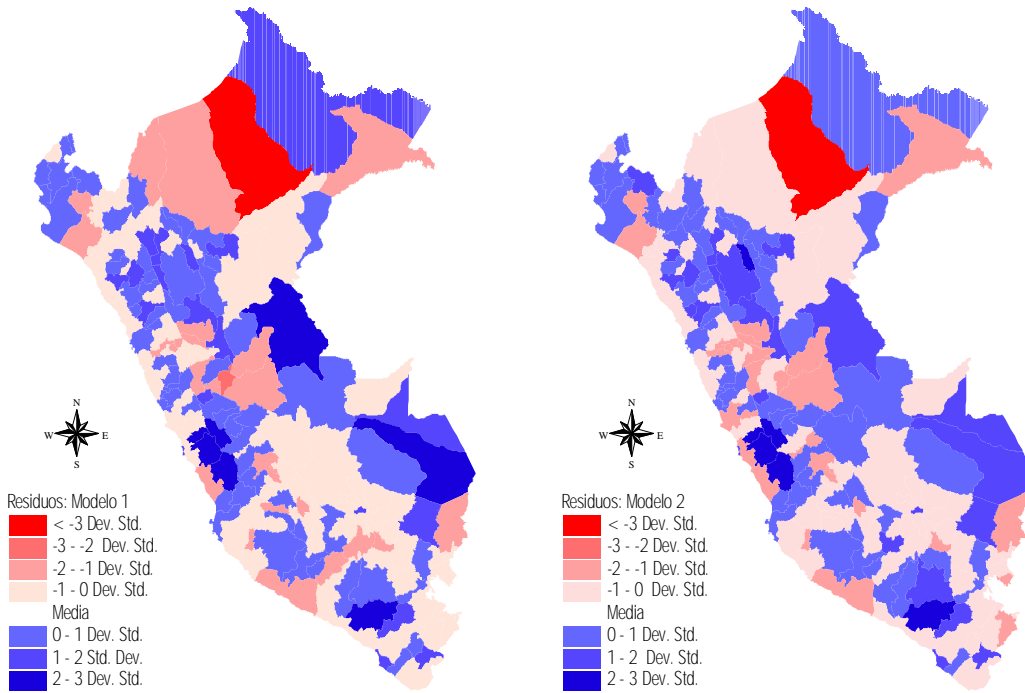 N
W E
S
Residuos: Modelo 1
< -3 Dev. Std.
-3 - -2 Dev. Std.
-2 - -1 Dev. Std.
-1 - 0 Dev. Std.
Media
0 - 1 Dev. Std.
1 - 2 Std. Dev.
2 - 3 Dev. Std.
N
W E
S
Residuos: Modelo 2
< -3 Dev. Std.
-3 - -2 Dev. Std.
-2 - -1 Dev. Std.
-1 - 0 Dev. Std.
Media
0 - 1 Dev. Std.
1 - 2 Dev. Std.
2 - 3 Dev. Std.